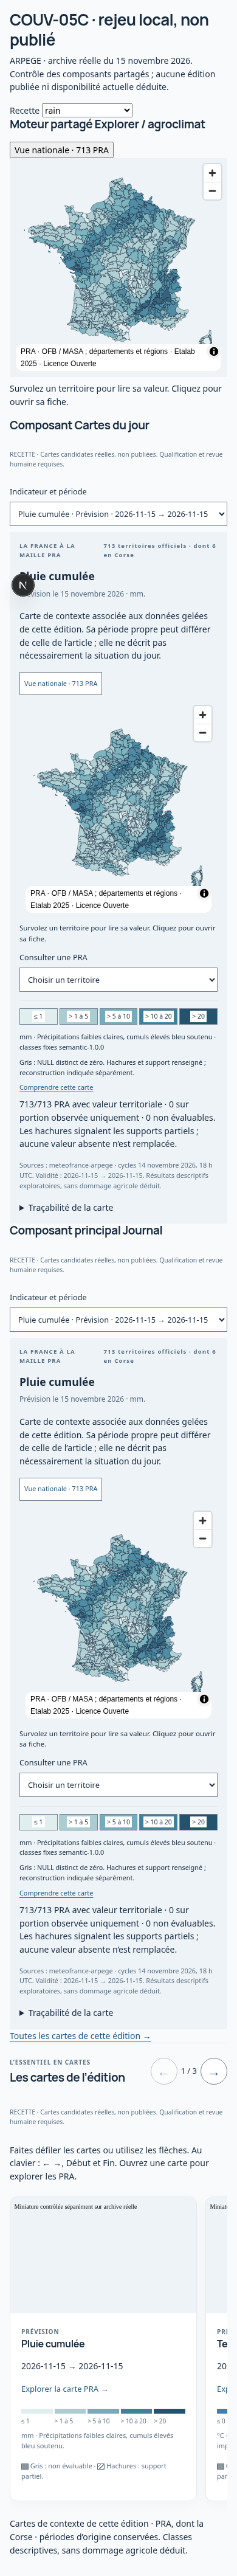 COUV-05C · rejeu local, non
publié
ARPEGE · archive réelle du 15 novembre 2026.
Contrôle des composants partagés ; aucune édition
publiée ni disponibilité actuelle déduite.
Recette rain
Moteur partagé Explorer / agroclimat
Vue nationale · 713 PRA
PRA · OFB / MASA ; départements et régions · Etalab
2025 · Licence Ouverte
Survolez un territoire pour lire sa valeur. Cliquez pour
ouvrir sa fiche.
Composant Cartes du jour
RECETTE · Cartes candidates réelles, non publiées. Qualification et revue
humaine requises.
Indicateur et période
Pluie cumulée · Prévision · 2026-11-15 → 2026-11-15
LA FRANCE À LA
MAILLE PRA
713 territoires officiels · dont 6
en Corse
Pluie cumulée
Prévision le 15 novembre 2026 · mm.
Carte de contexte associée aux données gelées
de cette édition. Sa période propre peut différer
de celle de l’article ; elle ne décrit pas
nécessairement la situation du jour.
Vue nationale · 713 PRA
PRA · OFB / MASA ; départements et régions ·
Etalab 2025 · Licence Ouverte
Survolez un territoire pour lire sa valeur. Cliquez pour ouvrir
sa fiche.
Consulter une PRA
Choisir un territoire
≤ 1
> 1 à 5
> 5 à 10
> 10 à 20
> 20
mm · Précipitations faibles claires, cumuls élevés bleu soutenu ·
classes fixes semantic-1.0.0
Gris : NULL distinct de zéro. Hachures et support renseigné ;
reconstruction indiquée séparément.
Comprendre cette carte
713/713 PRA avec valeur territoriale · 0 sur
portion observée uniquement · 0 non évaluables.
Les hachures signalent les supports partiels ;
aucune valeur absente n’est remplacée.
Sources : meteofrance-arpege · cycles 14 novembre 2026, 18 h
UTC. Validité : 2026-11-15 → 2026-11-15. Résultats descriptifs
exploratoires, sans dommage agricole déduit.
▶ Traçabilité de la carte
Composant principal Journal
RECETTE · Cartes candidates réelles, non publiées. Qualification et revue
humaine requises.
Indicateur et période
Pluie cumulée · Prévision · 2026-11-15 → 2026-11-15
LA FRANCE À LA
MAILLE PRA
713 territoires officiels · dont 6
en Corse
Pluie cumulée
Prévision le 15 novembre 2026 · mm.
Carte de contexte associée aux données gelées
de cette édition. Sa période propre peut différer
de celle de l’article ; elle ne décrit pas
nécessairement la situation du jour.
Vue nationale · 713 PRA
PRA · OFB / MASA ; départements et régions ·
Etalab 2025 · Licence Ouverte
Survolez un territoire pour lire sa valeur. Cliquez pour ouvrir
sa fiche.
Consulter une PRA
Choisir un territoire
≤ 1
> 1 à 5
> 5 à 10
> 10 à 20
> 20
mm · Précipitations faibles claires, cumuls élevés bleu soutenu ·
classes fixes semantic-1.0.0
Gris : NULL distinct de zéro. Hachures et support renseigné ;
reconstruction indiquée séparément.
Comprendre cette carte
713/713 PRA avec valeur territoriale · 0 sur
portion observée uniquement · 0 non évaluables.
Les hachures signalent les supports partiels ;
aucune valeur absente n’est remplacée.
Sources : meteofrance-arpege · cycles 14 novembre 2026, 18 h
UTC. Validité : 2026-11-15 → 2026-11-15. Résultats descriptifs
exploratoires, sans dommage agricole déduit.
▶ Traçabilité de la carte
Toutes les cartes de cette édition →
L’ESSENTIEL EN CARTES
Les cartes de l’édition
← 1 / 3 →
RECETTE · Cartes candidates réelles, non publiées. Qualification et revue
humaine requises.
Faites défiler les cartes ou utilisez les flèches. Au
clavier : ← →, Début et Fin. Ouvrez une carte pour
explorer les PRA.
Miniature contrôlée séparément sur archive réelle
PRÉVISION
Pluie cumulée
2026-11-15 → 2026-11-15
Explorer la carte PRA →
≤ 1
> 1 à 5
> 5 à 10
> 10 à 20
> 20
mm · Précipitations faibles claires, cumuls élevés
bleu soutenu.
Gris : non évaluable · Hachures : support
partiel.
Cartes de contexte de cette édition · PRA, dont la
Corse · périodes d’origine conservées. Classes
descriptives, sans dommage agricole déduit.